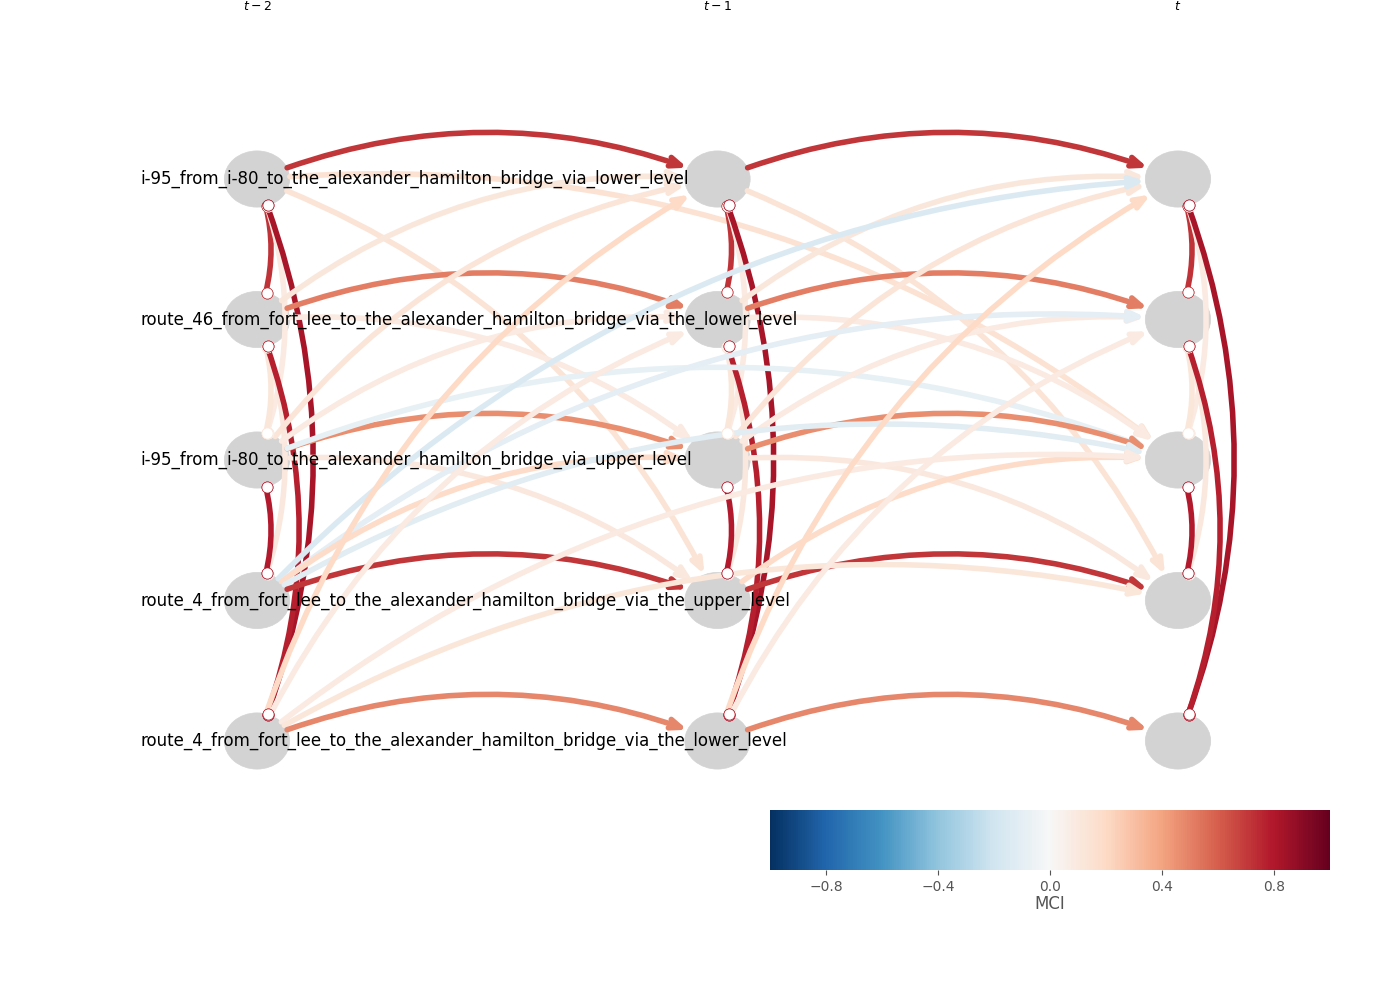 t − 2
t − 1
t
i-95_from_i-80_to_the_alexander_hamilton_bridge_via_lower_level
route_46_from_fort_lee_to_the_alexander_hamilton_bridge_via_the_lower_level
i-95_from_i-80_to_the_alexander_hamilton_bridge_via_upper_level
route_4_from_fort_lee_to_the_alexander_hamilton_bridge_via_the_upper_level
route_4_from_fort_lee_to_the_alexander_hamilton_bridge_via_the_lower_level
−0.8 −0.4 0.0 0.4 0.8
MCI